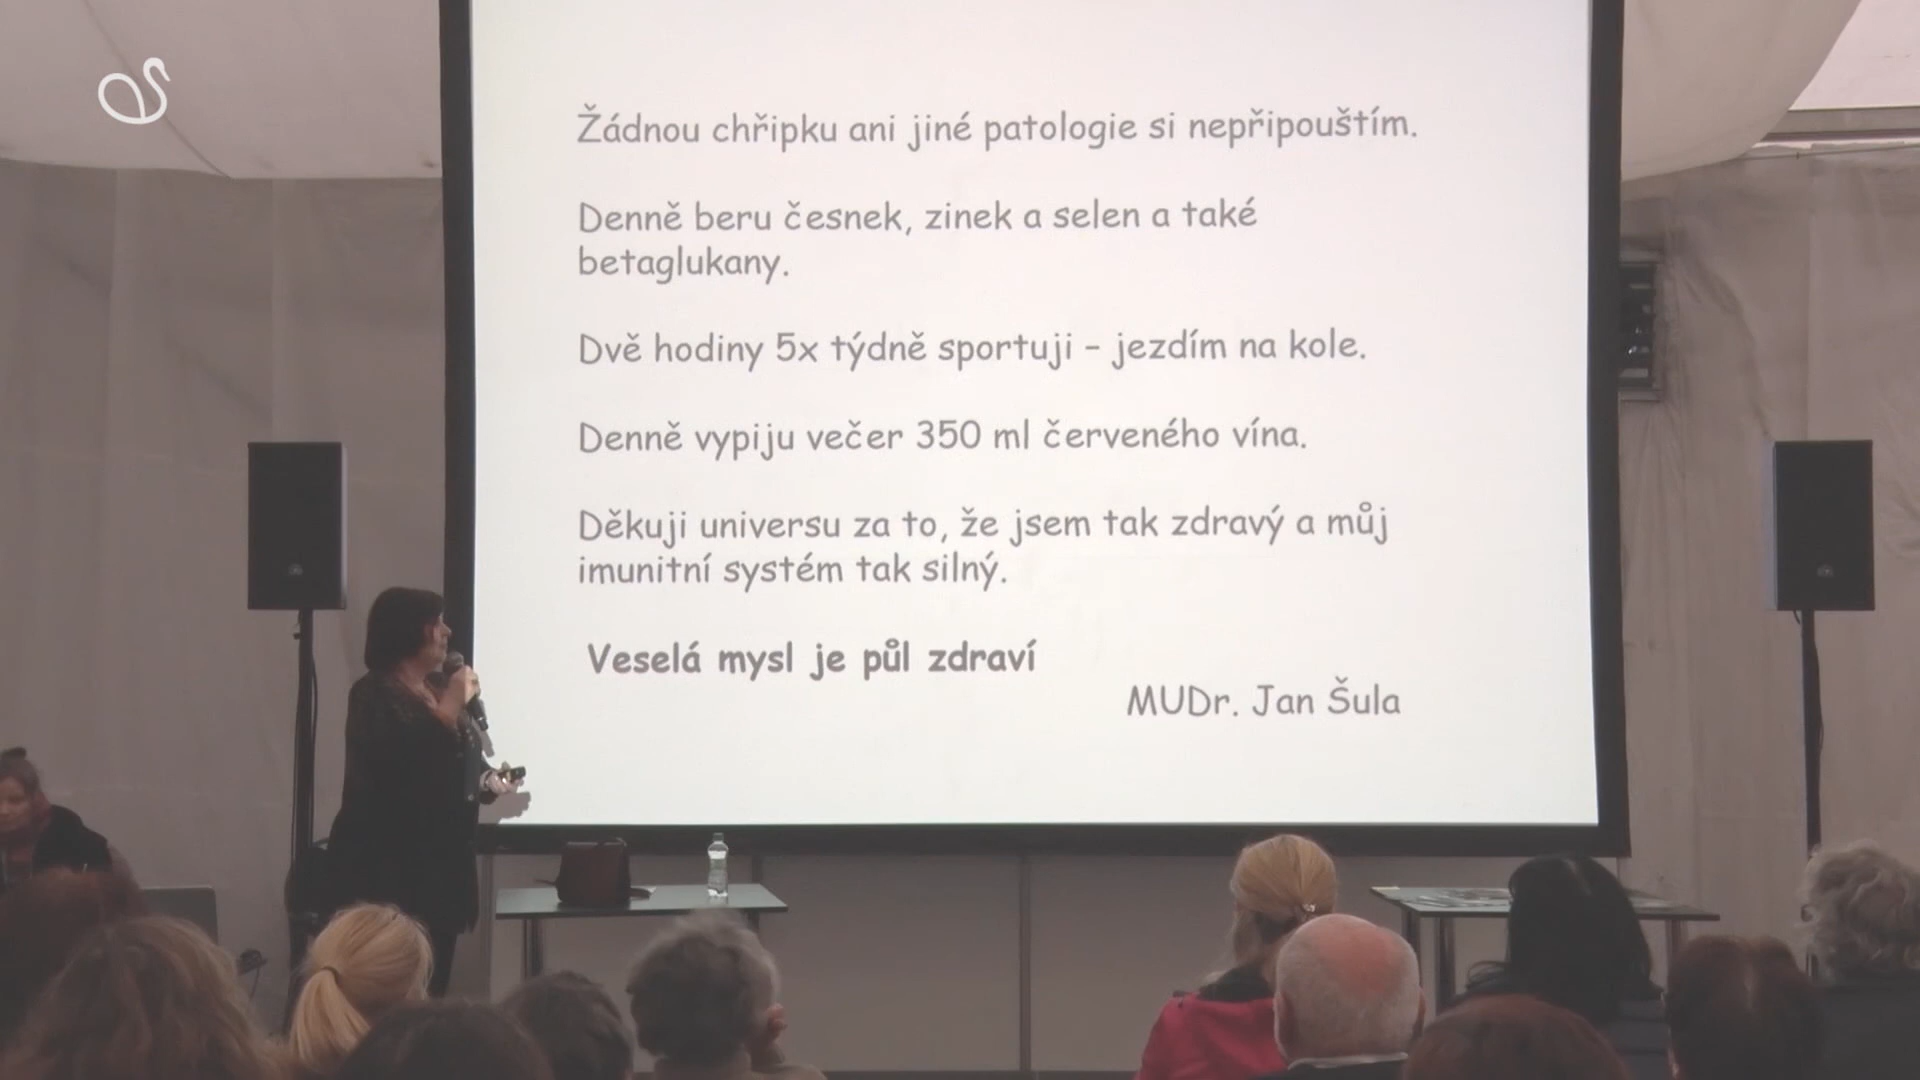 Žádnou chřipku ani jiné patologie si nepřipouštím.
Denně beru česnek, zinek a selen a také
betaglukany.
Dvě hodiny 5x týdně sportuji – jezdím na kole.
Denně vypiju večer 350 ml červeného vína.
Děkuji universu za to, že jsem tak zdravý a můj
imunitní systém tak silný.
Veselá mysl je půl zdraví
MUDr. Jan Šula